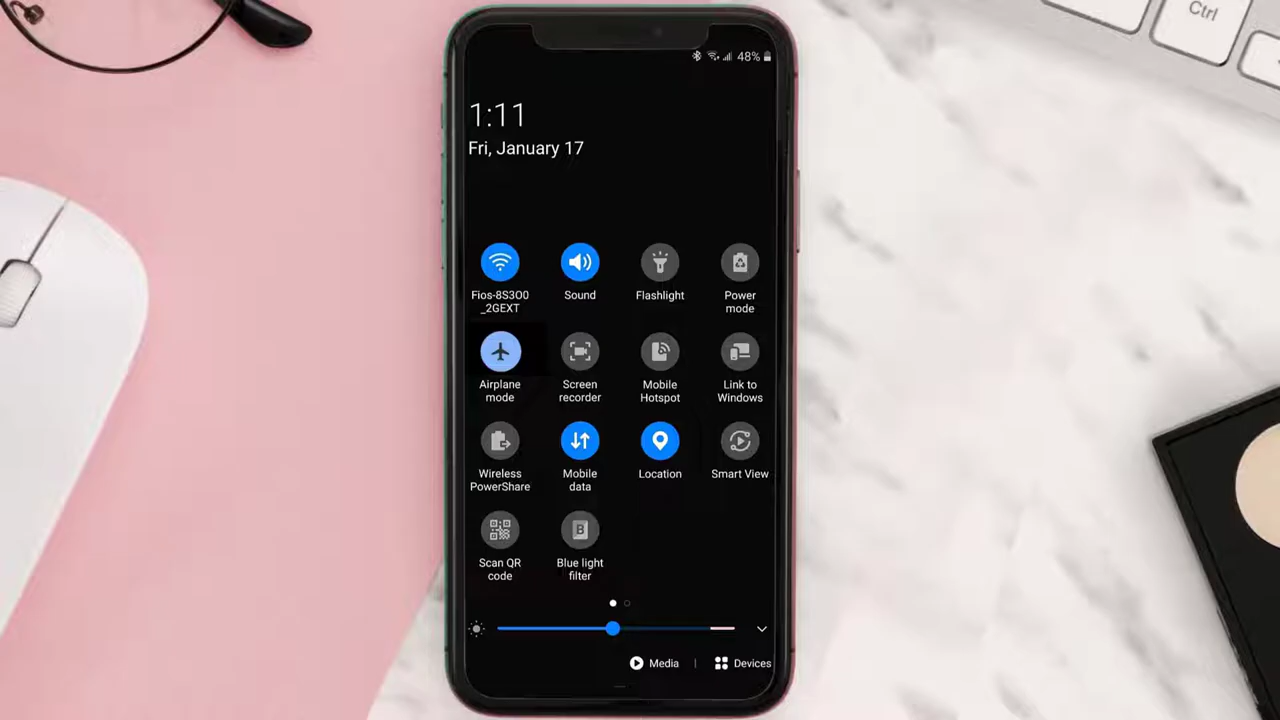 Ctrl
48%
1:11
Fri, January 17
Fios-8S3O0
_2GEXT
Sound
Flashlight
Power
mode
Airplane
mode
Screen
recorder
Mobile
Hotspot
Link to
Windows
Wireless
PowerShare
Mobile
data
Location
Smart View
Scan QR
code
B
Blue light
filter
Media
Devices